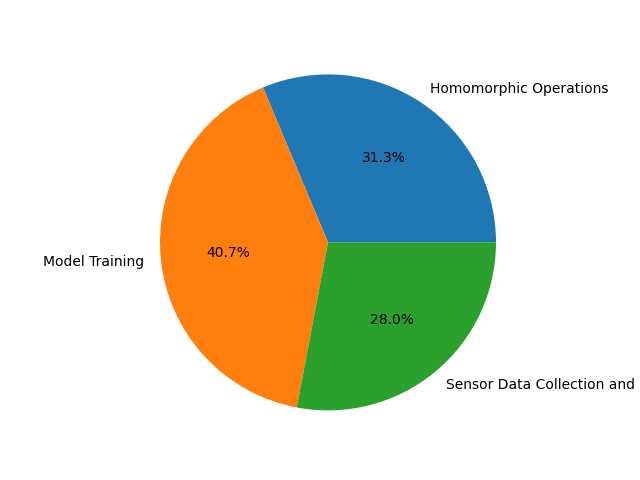 Homomorphic Operations
31.3%
40.7%
Model Training
28.0%
Sensor Data Collection and